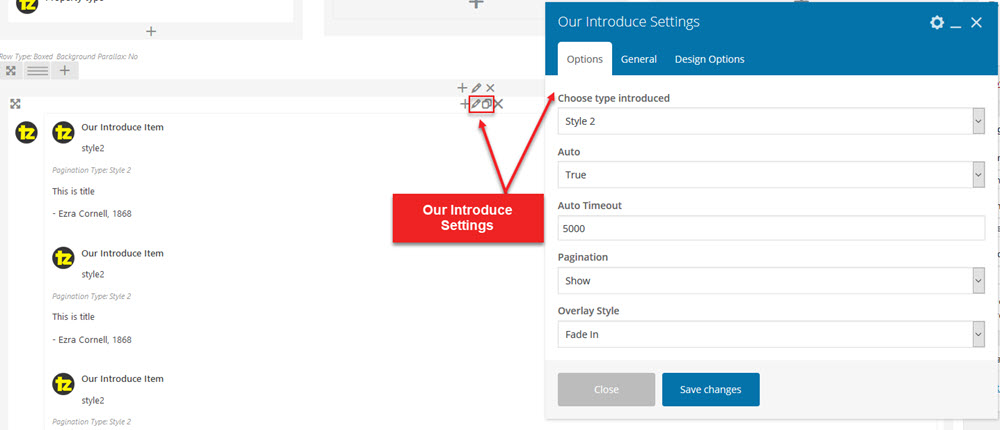 Property type
Row Type: Boxed Background Parallax: No
tz
Our Introduce Item
style2
Pagination Type: Style 2
This is title
- Ezra Cornell, 1868
tz
Our Introduce Item
style2
Pagination Type: Style 2
This is title
- Ezra Cornell, 1868
tz
Our Introduce Item
style2
Pagination Type: Style 2
Our Introduce
Settings
Our Introduce Settings
Options General Design Options
Choose type introduced
Style 2
Auto
True
Auto Timeout
5000
Pagination
Show
Overlay Style
Fade In
Close Save changes